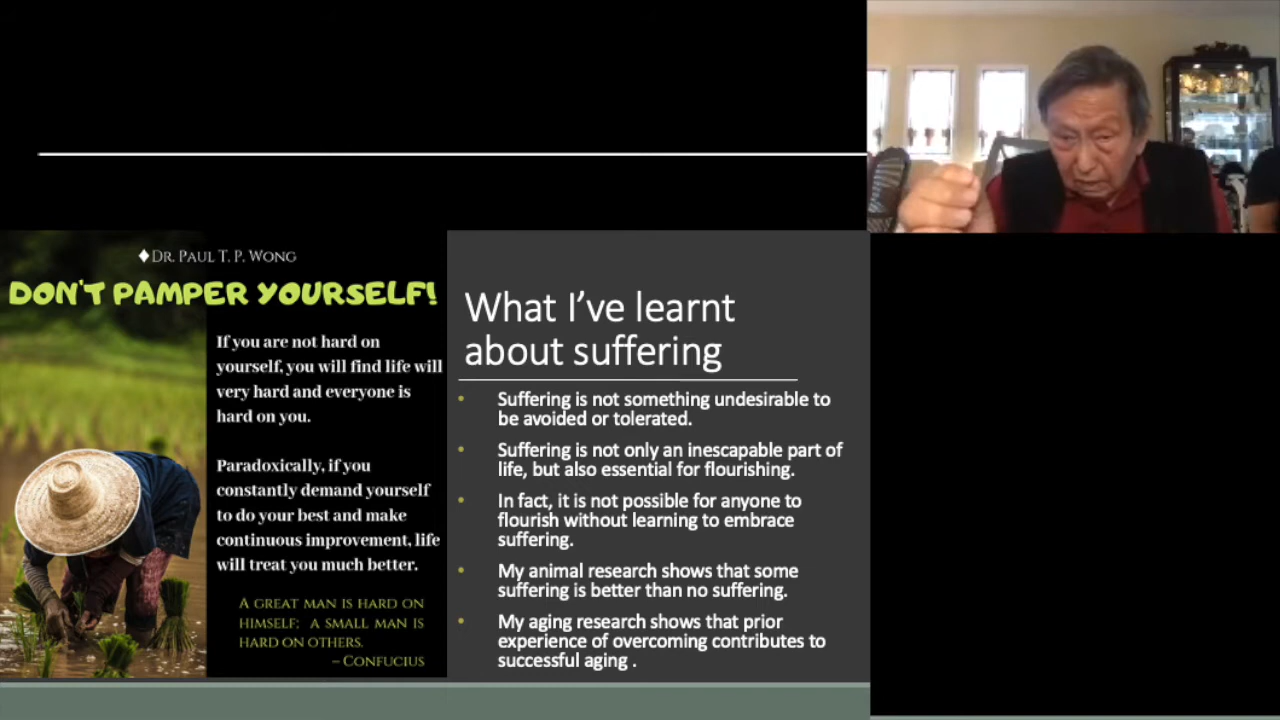 ◆DR. PAUL T. P. WONG
DON'T PAMPER YOURSELF!
If you are not hard on
yourself, you will find life will
very hard and everyone is
hard on you.
Paradoxically, if you
constantly demand yourself
to do your best and make
continuous improvement, life
will treat you much better.
A GREAT MAN IS HARD ON
HIMSELF; A SMALL MAN IS
HARD ON OTHERS.
– CONFUCIUS
What I've learnt
about suffering
• Suffering is not something undesirable to
be avoided or tolerated.
• Suffering is not only an inescapable part of
life, but also essential for flourishing.
• In fact, it is not possible for anyone to
flourish without learning to embrace
suffering.
• My animal research shows that some
suffering is better than no suffering.
• My aging research shows that prior
experience of overcoming contributes to
successful aging .